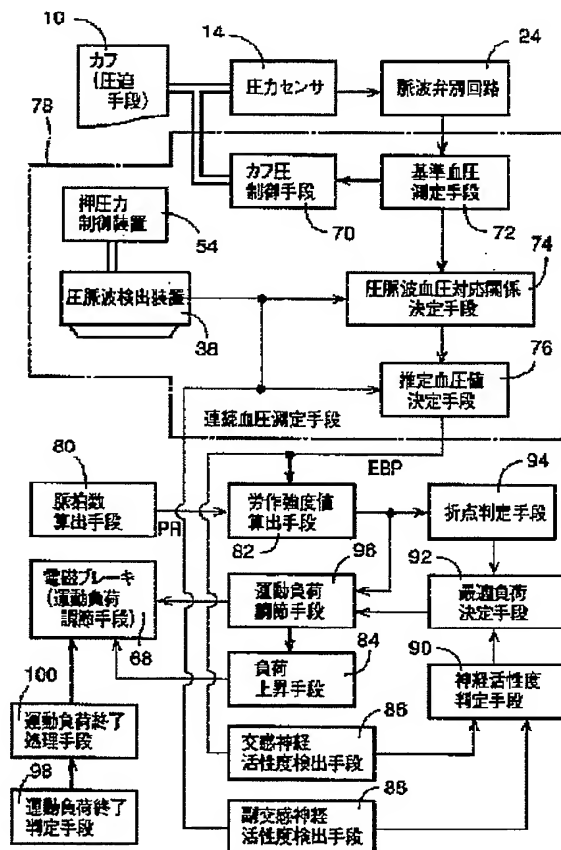 10
カフ
(圧迫
手段)
14
圧力センサ
24
脈波弁別回路
78
カフ圧
制御手段
70
基準血圧
測定手段
72
押圧力
制御装置
54
74
圧脈波血圧対応関係
決定手段
圧脈波検出装置
38
76
推定血圧値
決定手段
連続血圧測定手段
EBP
80
脈拍数
算出手段
PR
労作強度値
算出手段
82
94
折点判定手段
電磁ブレーキ
(運動負荷
調節手段)
68
96
運動負荷
調節手段
92
最適負荷
決定手段
負荷
上昇手段
84
90
神経活性度
判定手段
100
運動負荷終了
処理手段
86
交感神経
活性度検出手段
98
運動負荷終了
判定手段
88
副交感神経
活性度検出手段